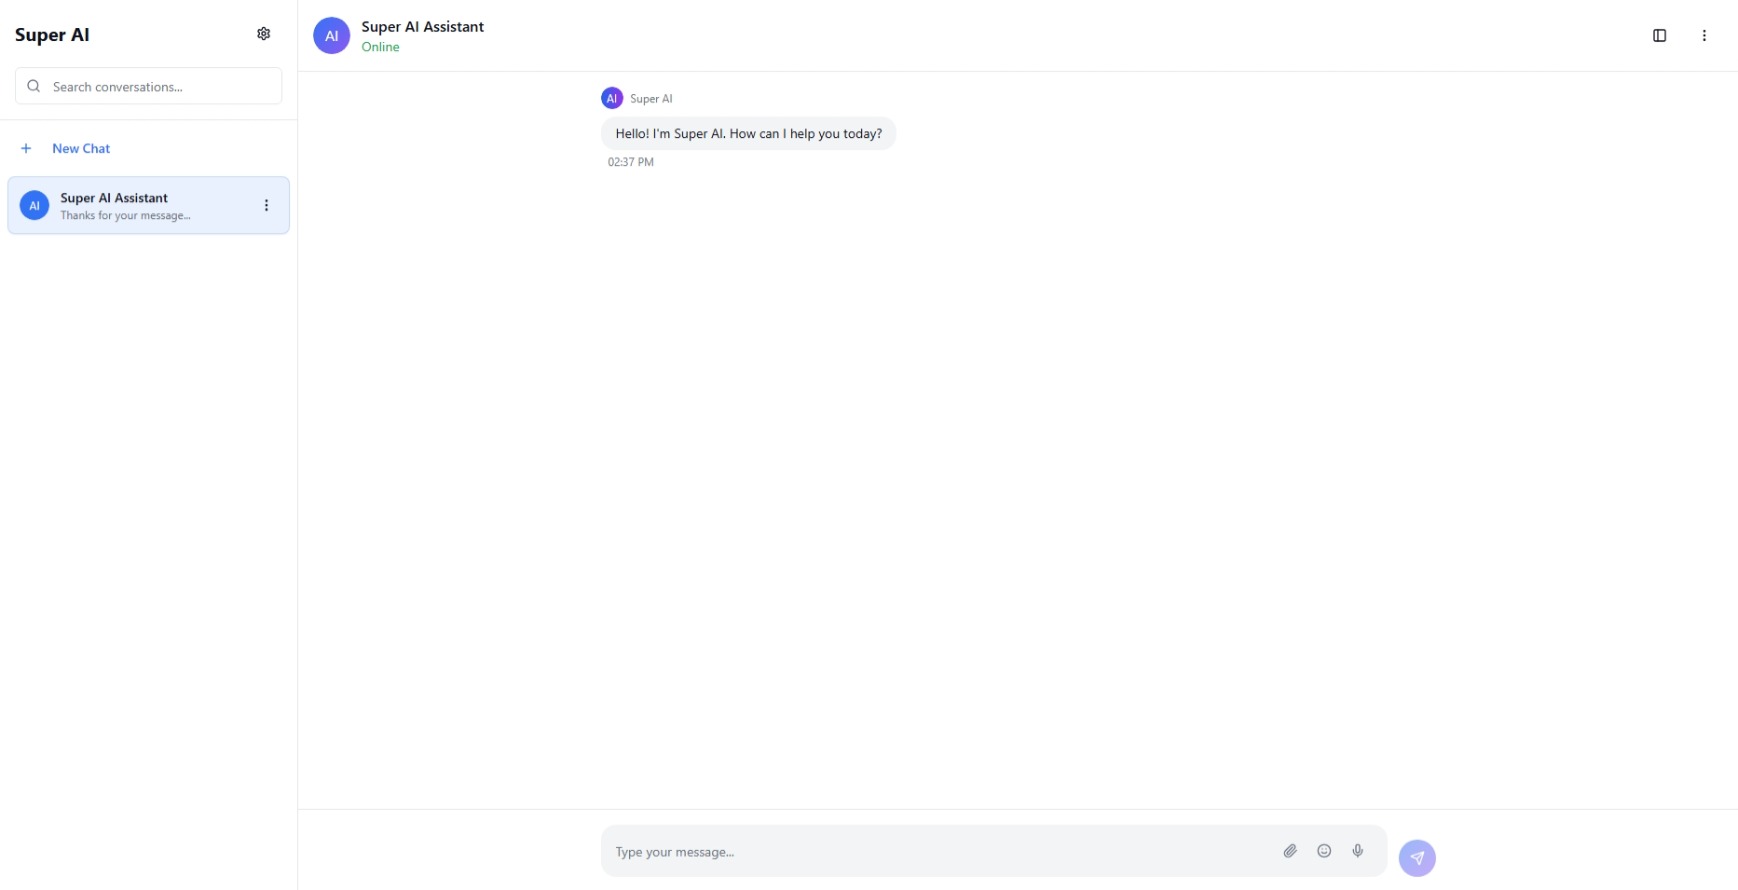 Super AI
Search conversations...
New Chat
AI
Super AI Assistant
Thanks for your message...
AI
Super AI Assistant
Online
AI
Super AI
Hello! I'm Super AI. How can I help you today?
02:37 PM
Type your message...